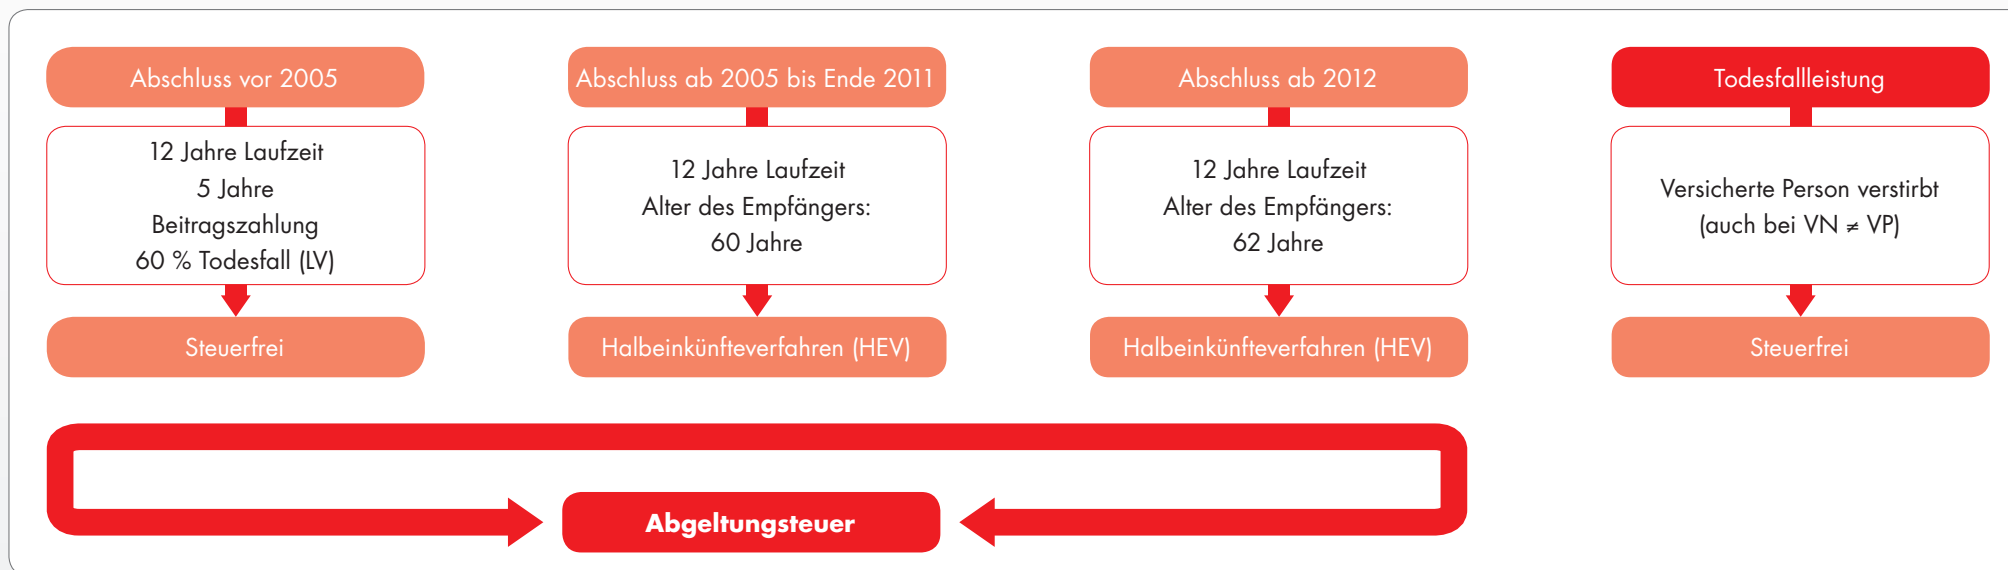 Abschluss vor 2005
12 Jahre Laufzeit
5 Jahre
Beitragszahlung
60 % Todesfall (LV)
Steuerfrei
Abschluss ab 2005 bis Ende 2011
12 Jahre Laufzeit
Alter des Empfängers:
60 Jahre
Halbeinkünfteverfahren (HEV)
Abschluss ab 2012
12 Jahre Laufzeit
Alter des Empfängers:
62 Jahre
Halbeinkünfteverfahren (HEV)
Todesfallleistung
Versicherte Person verstirbt
(auch bei VN ≠ VP)
Steuerfrei
Abgeltungsteuer